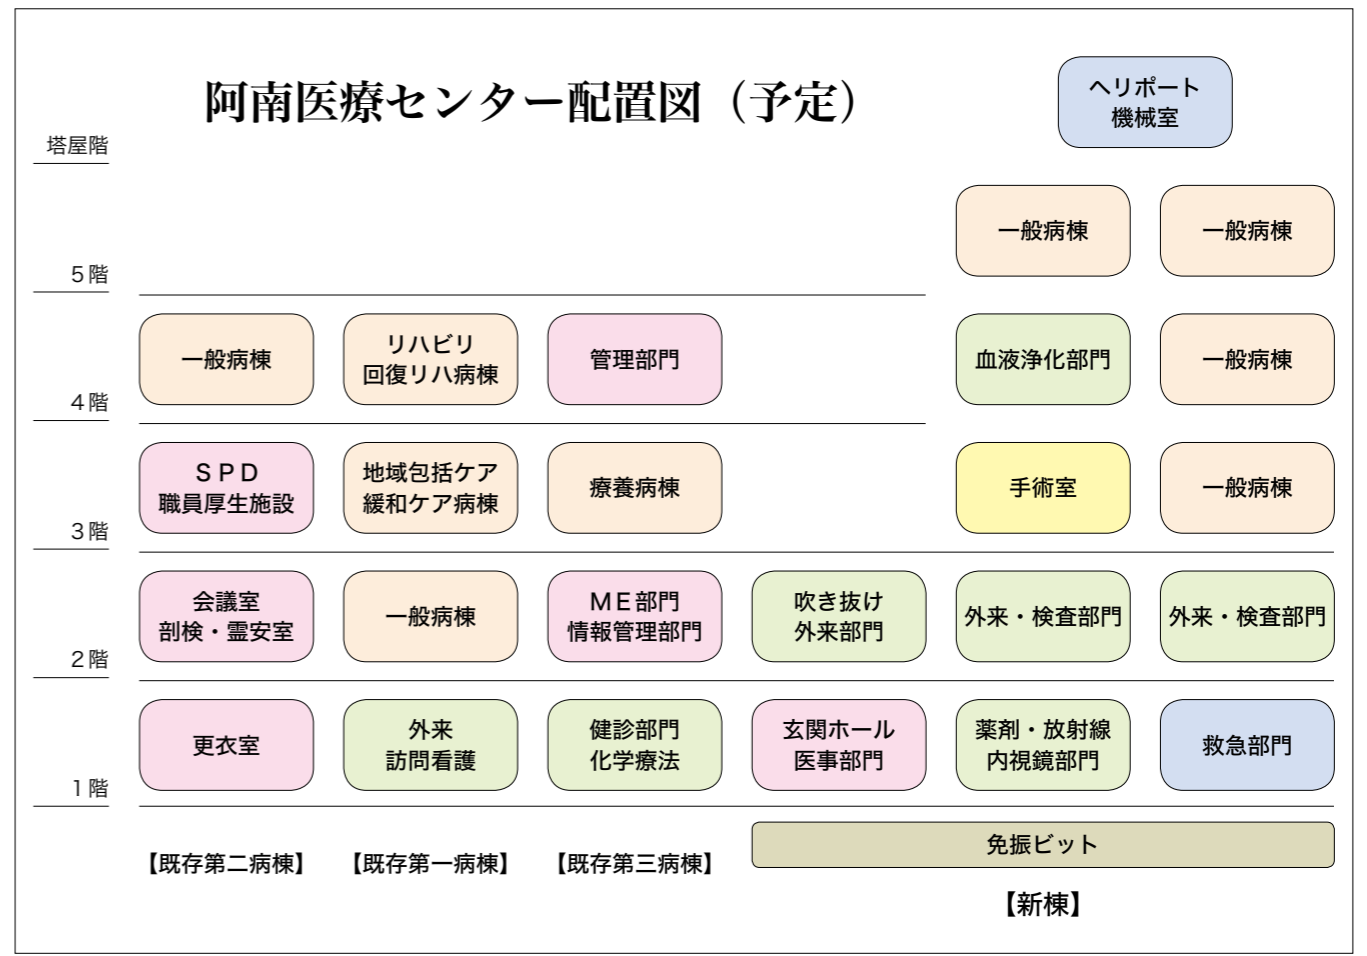 阿南医療センター配置図（予定）
ヘリポート
機械室
塔屋階
一般病棟
一般病棟
５階
一般病棟
リハビリ
回復リハ病棟
管理部門
血液浄化部門
一般病棟
４階
ＳＰＤ
職員厚生施設
地域包括ケア
緩和ケア病棟
療養病棟
手術室
一般病棟
３階
会議室
剖検・霊安室
一般病棟
ＭＥ部門
情報管理部門
吹き抜け
外来部門
外来・検査部門
外来・検査部門
２階
更衣室
外来
訪問看護
健診部門
化学療法
玄関ホール
医事部門
薬剤・放射線
内視鏡部門
救急部門
１階
免振ビット
【既存第二病棟】
【既存第一病棟】
【既存第三病棟】
【新棟】